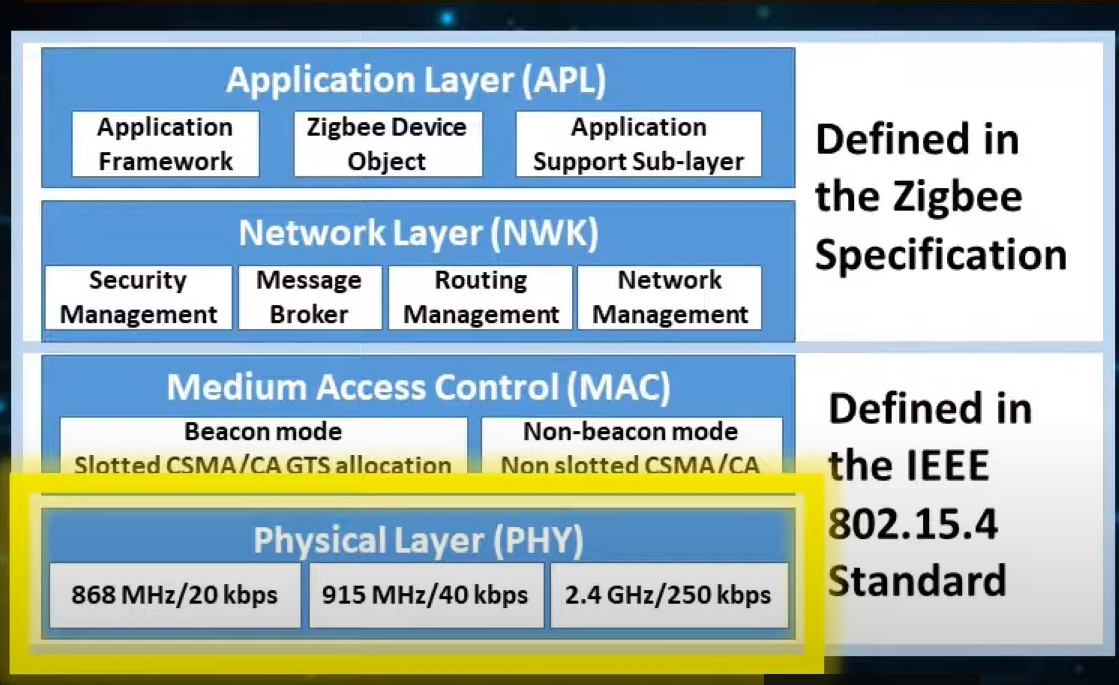 Application Layer (APL)
Application
Framework
Zigbee Device
Object
Application
Support Sub-layer
Network Layer (NWK)
Security
Management
Message
Broker
Routing
Management
Network
Management
Defined in
the Zigbee
Specification
Medium Access Control (MAC)
Beacon mode
Slotted CSMA/CA GTS allocation
Non-beacon mode
Non slotted CSMA/CA
Physical Layer (PHY)
868 MHz/20 kbps
915 MHz/40 kbps
2.4 GHz/250 kbps
Defined in
the IEEE
802.15.4
Standard